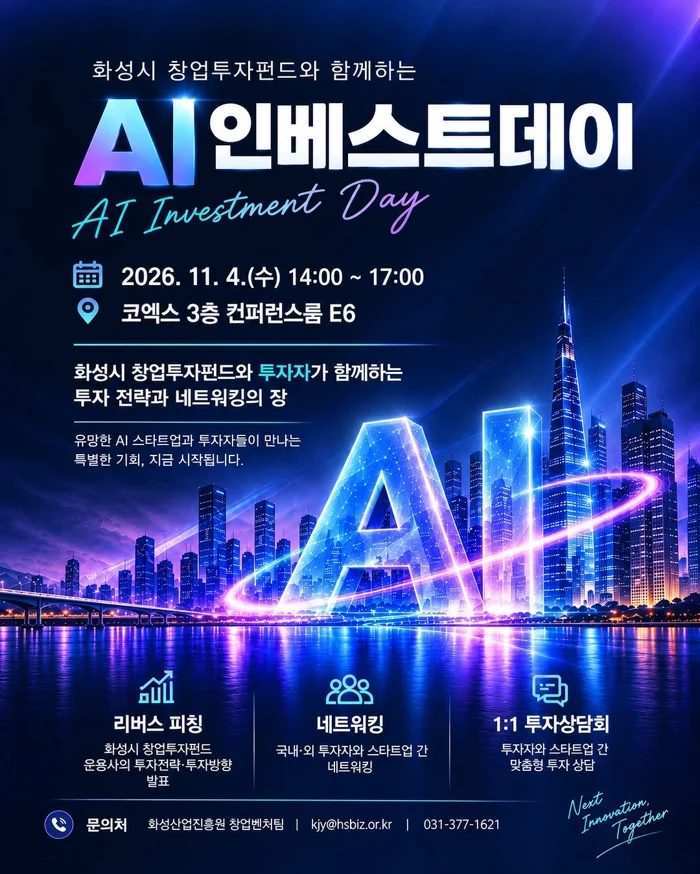 화성시 창업투자펀드와 함께하는
AI 인베스트데이
AI Investment Day
2026. 11. 4.(수) 14:00 ~ 17:00
코엑스 3층 컨퍼런스룸 E6
화성시 창업투자펀드와 투자자가 함께하는
투자 전략과 네트워킹의 장
유망한 AI 스타트업과 투자자들이 만나는
특별한 기회, 지금 시작됩니다.
AI
리버스 피칭
화성시 창업투자펀드
운용사의 투자전략·투자방향
발표
네트워킹
국내·외 투자자와 스타트업 간
네트워킹
1:1 투자상담회
투자자와 스타트업 간
맞춤형 투자 상담
문의처 화성산업진흥원 창업벤처팀 | kjy@hsbiz.or.kr | 031-377-1621
Next
Innovation,
Together